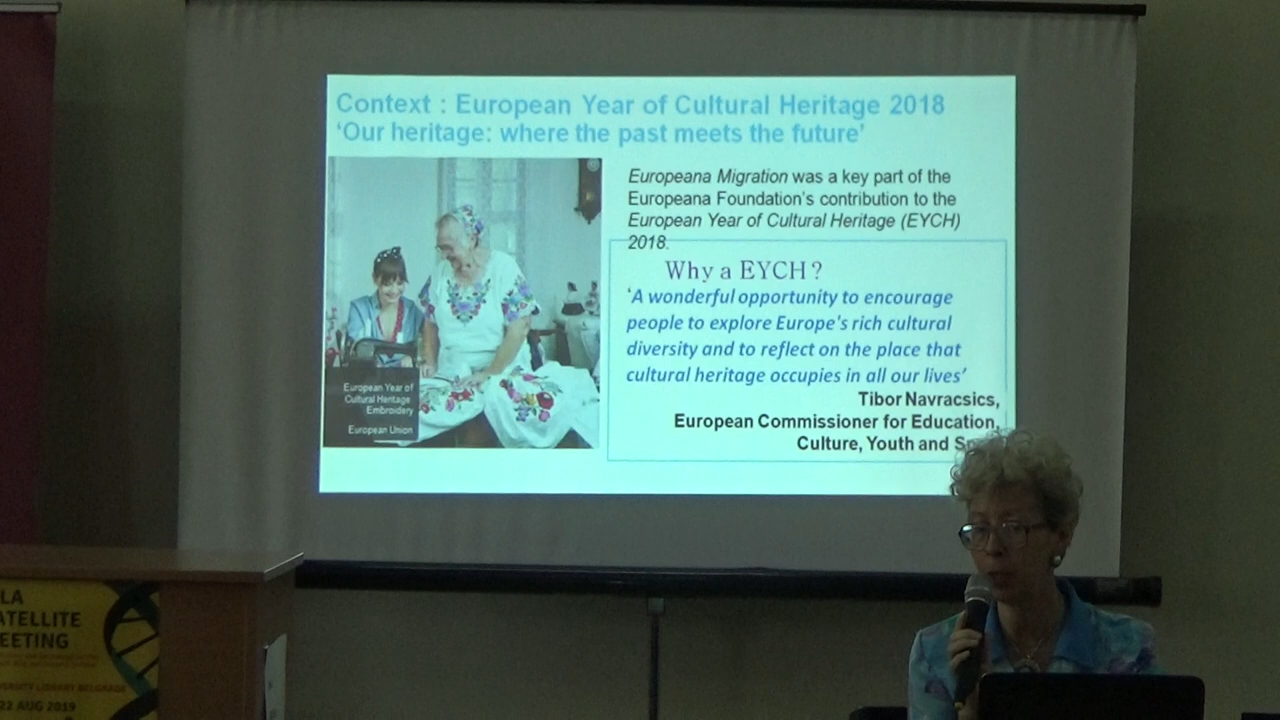 Context : European Year of Cultural Heritage 2018
‘Our heritage: where the past meets the future’
Europeana Migration was a key part of the
Europeana Foundation's contribution to the
European Year of Cultural Heritage (EYCH)
2018.
Why a EYCH?
‘A wonderful opportunity to encourage
people to explore Europe's rich cultural
diversity and to reflect on the place that
cultural heritage occupies in all our lives’
Tibor Navracsics,
European Commissioner for Education,
Culture, Youth and
European Year of
Cultural Heritage
Embroidery
European Union
LA
ATELLITE
EETING
ERSITY LIBRARY BELGRADE
22 AUG 2019